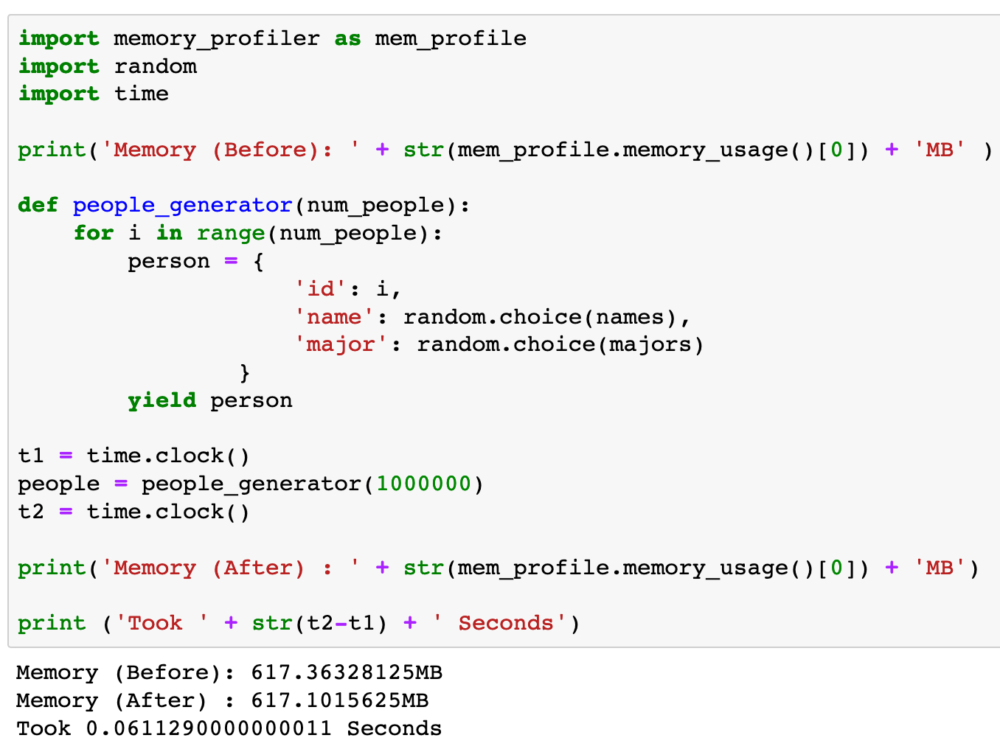 import memory_profiler as mem_profile
import random
import time

print('Memory (Before): ' + str(mem_profile.memory_usage()[0]) + 'MB' )

def people_generator(num_people):
    for i in range(num_people):
        person = {
                    'id': i,
                    'name': random.choice(names),
                    'major': random.choice(majors)
                }
        yield person

t1 = time.clock()
people = people_generator(1000000)
t2 = time.clock()

print('Memory (After) : ' + str(mem_profile.memory_usage()[0]) + 'MB')

print ('Took ' + str(t2-t1) + ' Seconds')
Memory (Before): 617.36328125MB
Memory (After) : 617.1015625MB
Took 0.0611290000000011 Seconds